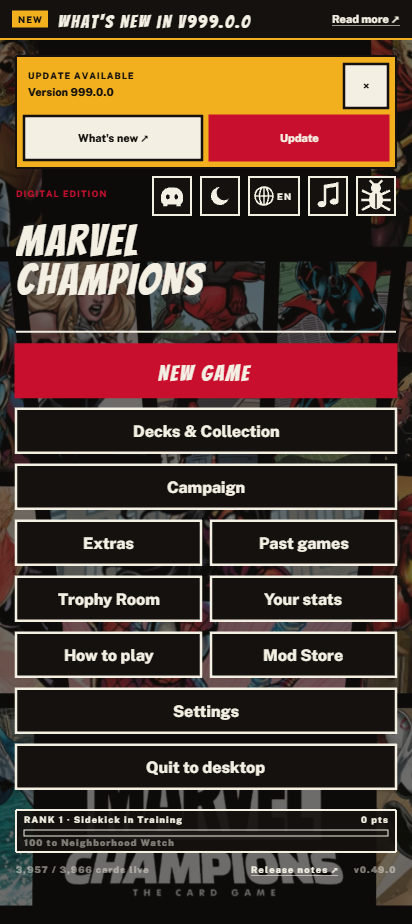 NEW WHAT'S NEW IN V999.0.0 Read more ↗
UPDATE AVAILABLE
Version 999.0.0
×
What's new ↗ Update
DIGITAL EDITION
EN
MARVEL
CHAMPIONS
NEW GAME
Decks & Collection
Campaign
Extras Past games
Trophy Room Your stats
How to play Mod Store
Settings
Quit to desktop
MARVEL
RANK 1 · Sidekick in Training 0 pts
100 to Neighborhood Watch
CHAMPIONS
3,957 / 3,966 cards live Release notes ↗ v0.49.0
THE CARD GAME